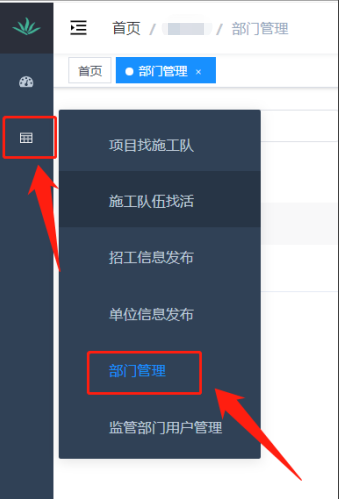 首页 / / 部门管理
首页 部门管理 ×
项目找施工队
施工队伍找活
招工信息发布
单位信息发布
部门管理
监管部门用户管理